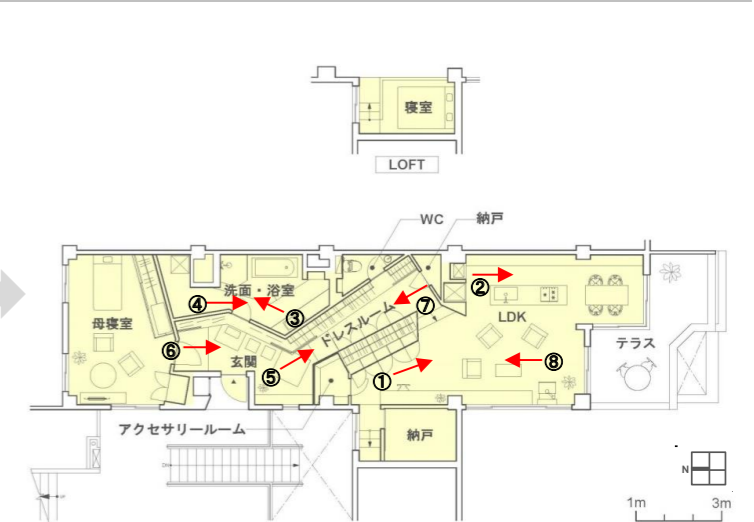 寝室
LOFT
WC
納戸
洗面・浴室
②
④
③
⑦
母寝室
ドレスルーム
LDK
テラス
⑥
玄関
⑤
①
⑧
アクセサリールーム
納戸
N
1m
3m